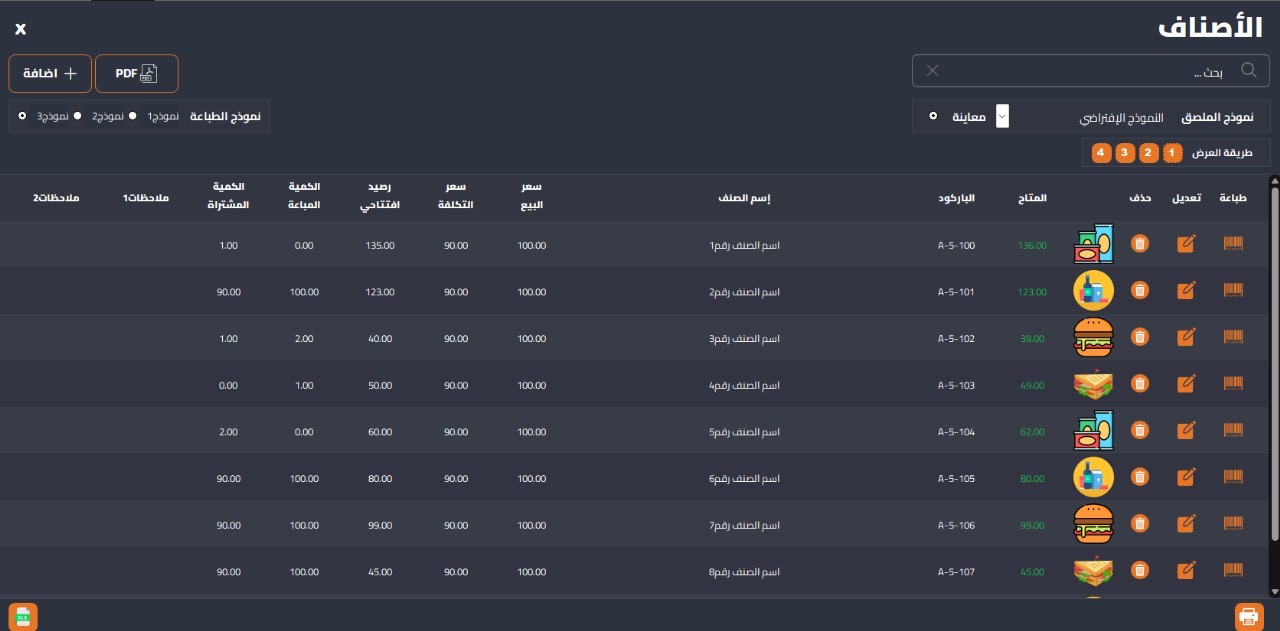 الأصناف
X
بحث ...
PDF
اضافة
نموذج الملصق النموذج الإفتراضي معاينة
نموذج الطباعة نموذج1 نموذج2 نموذج3
طريقة العرض 1 2 3 4
طباعة تعديل حذف المتاح الباركود إسم الصنف سعر البيع سعر التكلفة رصيد افتتاحي الكمية المباعة الكمية المشتراة ملاحظات1 ملاحظات2
136.00 A-5-100 اسم الصنف رقم1 100.00 90.00 135.00 0.00 1.00
123.00 A-5-101 اسم الصنف رقم2 100.00 90.00 123.00 100.00 90.00
39.00 A-5-102 اسم الصنف رقم3 100.00 90.00 40.00 2.00 1.00
49.00 A-5-103 اسم الصنف رقم4 100.00 90.00 50.00 1.00 0.00
62.00 A-5-104 اسم الصنف رقم5 100.00 90.00 60.00 0.00 2.00
80.00 A-5-105 اسم الصنف رقم6 100.00 90.00 80.00 100.00 90.00
99.00 A-5-106 اسم الصنف رقم7 100.00 90.00 99.00 100.00 90.00
45.00 A-5-107 اسم الصنف رقم8 100.00 90.00 45.00 100.00 90.00
XLS